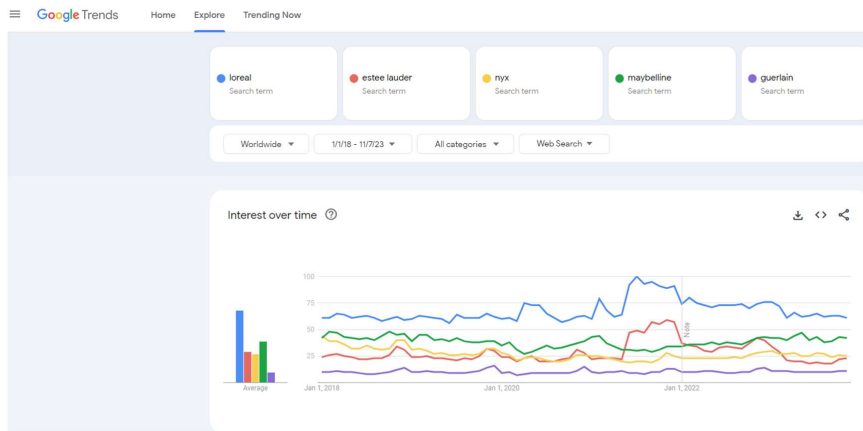 Google Trends Home Explore Trending Now
loreal
Search term
estee lauder
Search term
nyx
Search term
maybelline
Search term
guerlain
Search term
Worldwide 1/1/18 - 11/7/23 All categories Web Search
Interest over time
100
75
50
25
Note
Average
Jan 1, 2018
Jan 1, 2020
Jan 1, 2022